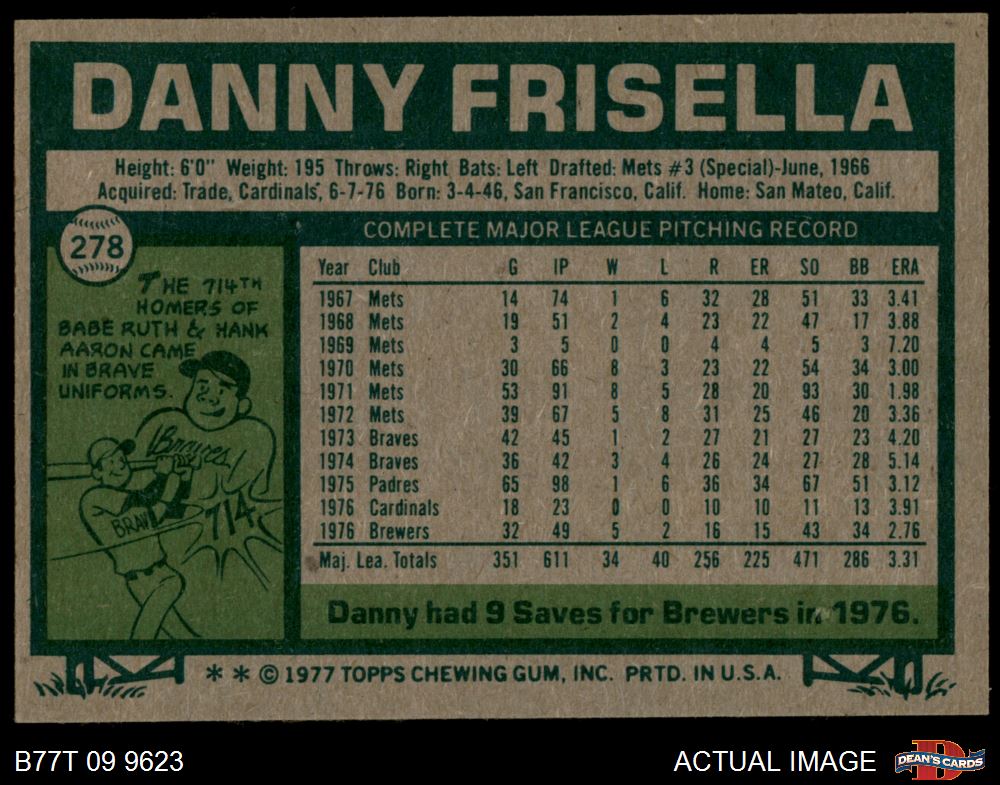 DANNY FRISELLA
Height: 6'0" Weight: 195 Throws: Right Bats: Left Drafted: Mets #3 (Special)-June, 1966
Acquired: Trade, Cardinals, 6-7-76 Born: 3-4-46, San Francisco, Calif. Home: San Mateo, Calif.
278
THE 714TH
HOMERS OF
BABE RUTH & HANK
AARON CAME
IN BRAVE
UNIFORMS.
Braves
BRAV
714
COMPLETE MAJOR LEAGUE PITCHING RECORD
Year Club G IP W L R ER SO BB ERA
1967 Mets 14 74 1 6 32 28 51 33 3.41
1968 Mets 19 51 2 4 23 22 47 17 3.88
1969 Mets 3 5 0 0 4 4 5 3 7.20
1970 Mets 30 66 8 3 23 22 54 34 3.00
1971 Mets 53 91 8 5 28 20 93 30 1.98
1972 Mets 39 67 5 8 31 25 46 20 3.36
1973 Braves 42 45 1 2 27 21 27 23 4.20
1974 Braves 36 42 3 4 26 24 27 28 5.14
1975 Padres 65 98 1 6 36 34 67 51 3.12
1976 Cardinals 18 23 0 0 10 10 11 13 3.91
1976 Brewers 32 49 5 2 16 15 43 34 2.76
Maj. Lea. Totals 351 611 34 40 256 225 471 286 3.31
Danny had 9 Saves for Brewers in 1976.
* * © 1977 TOPPS CHEWING GUM, INC. PRTD. IN U.S.A.
B77T 09 9623
ACTUAL IMAGE
DEAN'S CARDS